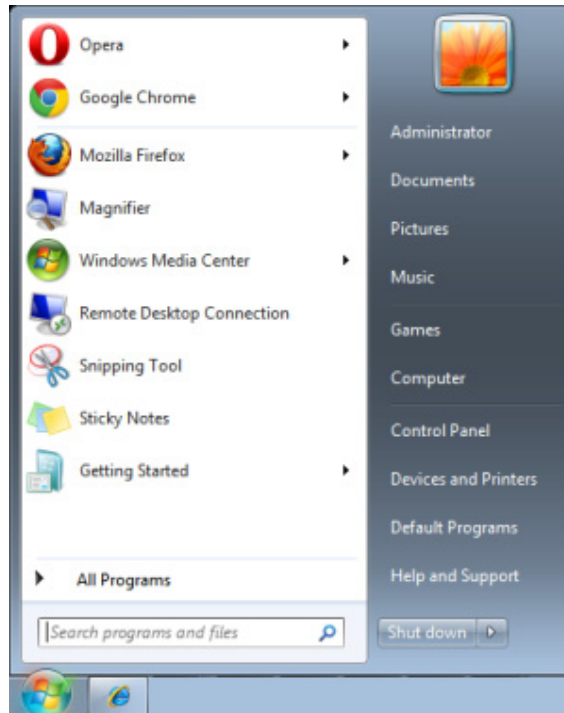 Opera
Google Chrome
Mozilla Firefox
Magnifier
Windows Media Center
Remote Desktop Connection
Snipping Tool
Sticky Notes
Getting Started
All Programs
Search programs and files
Administrator
Documents
Pictures
Music
Games
Computer
Control Panel
Devices and Printers
Default Programs
Help and Support
Shut down